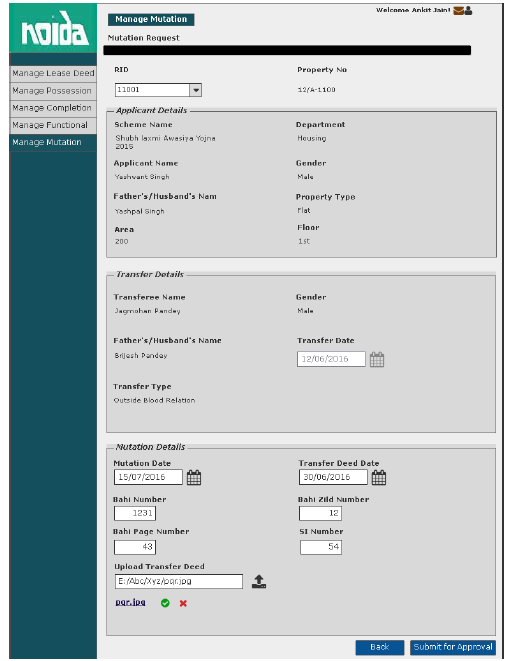 noida
Welcome Ankit Jain!
Manage Mutation
Mutation Request
Manage Lease Deed
Manage Possession
Manage Completion
Manage Functional
Manage Mutation
RID
Property No
11001
12/A-1100
Applicant Details
Scheme Name
Department
Shubh laxmi Awasiya Yojna
2015
Housing
Applicant Name
Gender
Yashwant Singh
Male
Father's/Husband's Nam
Property Type
Yashpal Singh
Flat
Area
Floor
200
1st
Transfer Details
Transferee Name
Gender
Jagmohan Pandey
Male
Father's/Husband's Name
Transfer Date
Brijesh Pandey
12/06/2016
Transfer Type
Outside Blood Relation
Mutation Details
Mutation Date
Transfer Deed Date
15/07/2016
30/06/2016
Bahi Number
Bahi Zild Number
1231
12
Bahi Page Number
SI Number
43
54
Upload Transfer Deed
E:/Abc/Xyz/pqr.jpg
pqr.jpg
Back
Submit for Approval